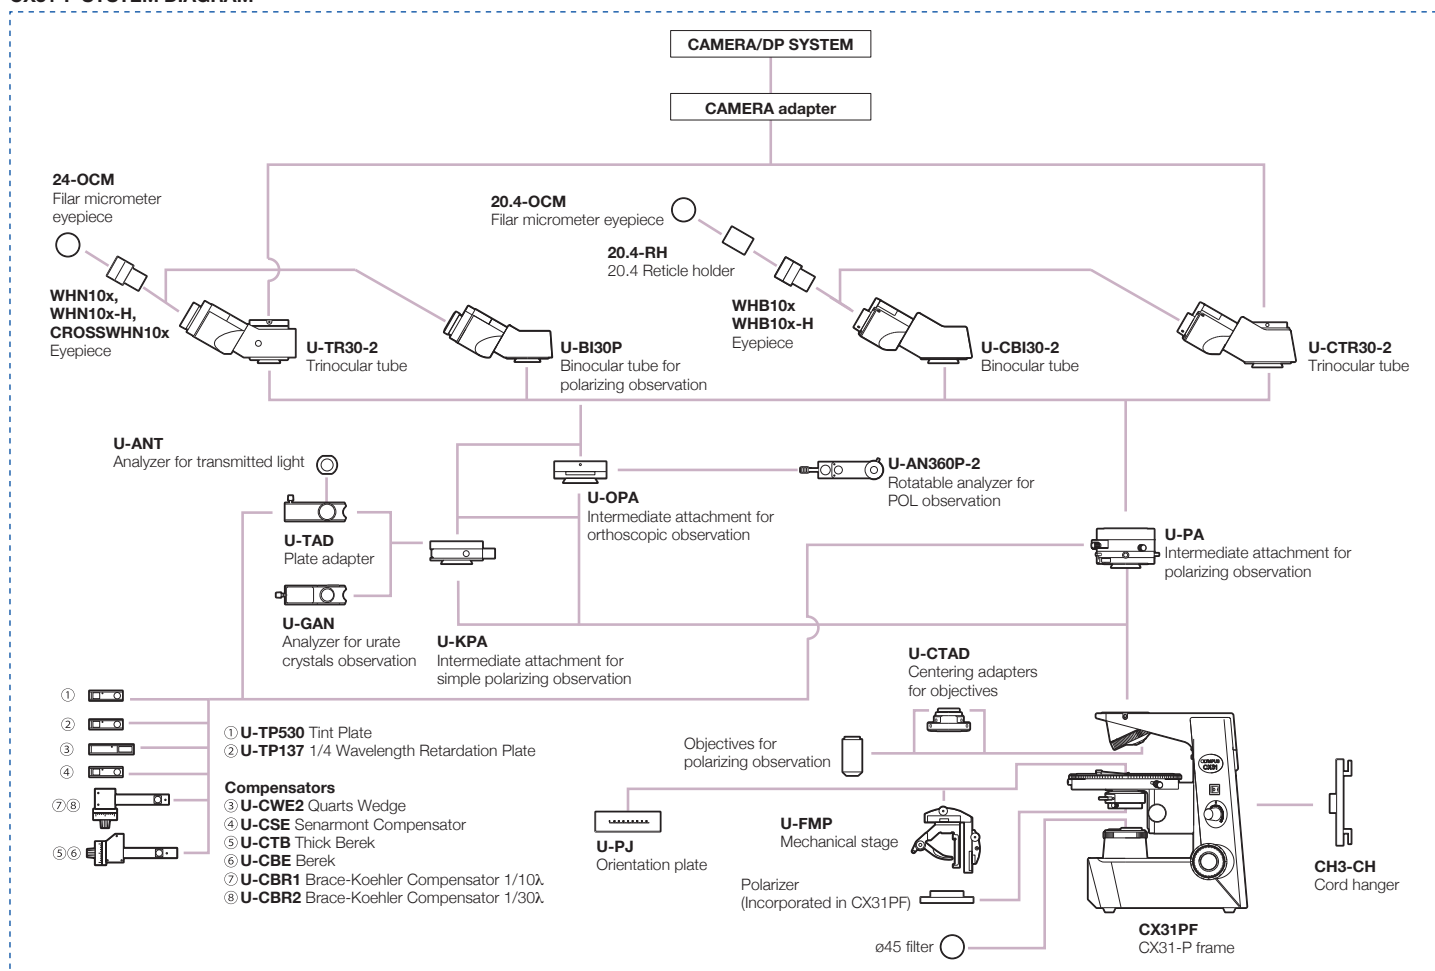 CAMERA/DP SYSTEM
CAMERA adapter
24-OCM
Filar micrometer
eyepiece
20.4-OCM
Filar micrometer eyepiece
20.4-RH
20.4 Reticle holder
WHN10x,
WHN10x-H,
CROSSWHN10x
Eyepiece
U-TR30-2
Trinocular tube
U-BI30P
Binocular tube for
polarizing observation
WHB10x
WHB10x-H
Eyepiece
U-CBI30-2
Binocular tube
U-CTR30-2
Trinocular tube
U-ANT
Analyzer for transmitted light
U-TAD
Plate adapter
U-GAN
Analyzer for urate
crystals observation
U-OPA
Intermediate attachment for
orthoscopic observation
U-AN360P-2
Rotatable analyzer for
POL observation
U-PA
Intermediate attachment for
polarizing observation
U-KPA
Intermediate attachment for
simple polarizing observation
U-CTAD
Centering adapters
for objectives
①
②
③
④
⑦⑧
⑤⑥
① U-TP530 Tint Plate
② U-TP137 1/4 Wavelength Retardation Plate
Compensators
③ U-CWE2 Quarts Wedge
④ U-CSE Senarmont Compensator
⑤ U-CTB Thick Berek
⑥ U-CBE Berek
⑦ U-CBR1 Brace-Koehler Compensator 1/10λ
⑧ U-CBR2 Brace-Koehler Compensator 1/30λ
Objectives for
polarizing observation
U-PJ
Orientation plate
U-FMP
Mechanical stage
Polarizer
(Incorporated in CX31PF)
ø45 filter
OLYMPUS
CX31
CX31PF
CX31-P frame
CH3-CH
Cord hanger